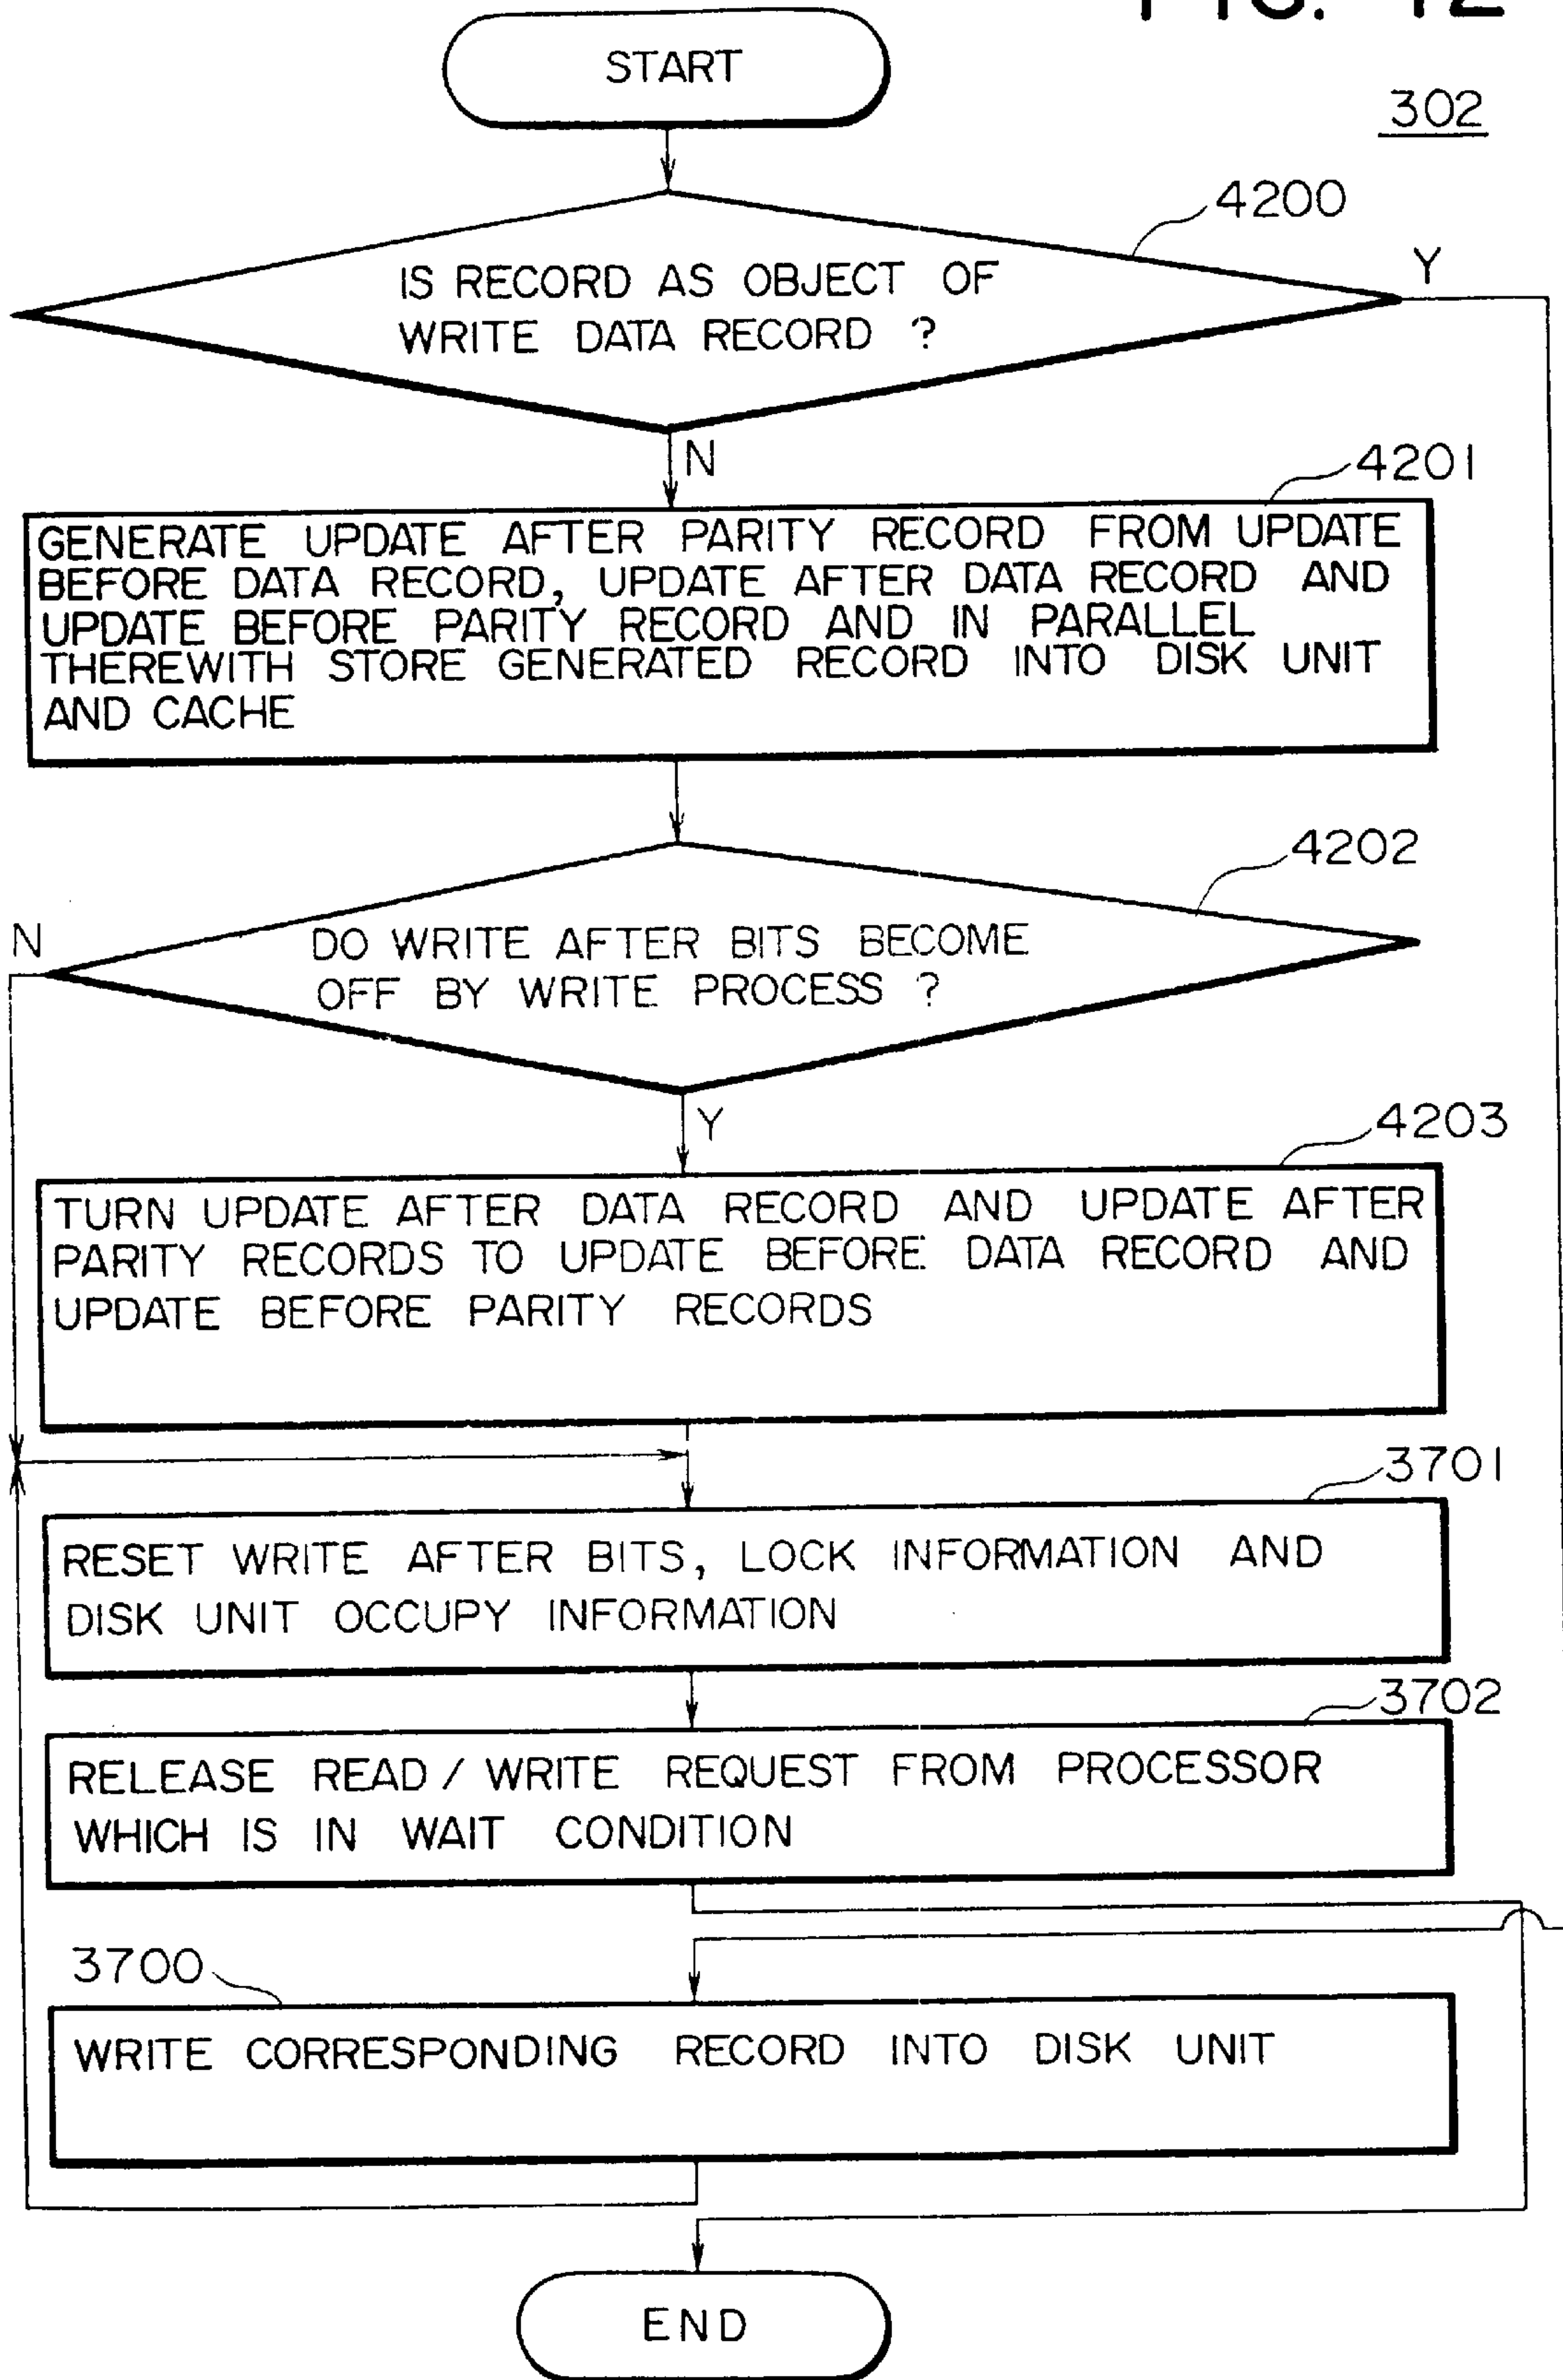 FIG. 42
START
302
4200
Y
IS RECORD AS OBJECT OF
WRITE DATA RECORD ?
N
4201
GENERATE UPDATE AFTER PARITY RECORD FROM UPDATE
BEFORE DATA RECORD, UPDATE AFTER DATA RECORD AND
UPDATE BEFORE PARITY RECORD AND IN PARALLEL
THEREWITH STORE GENERATED RECORD INTO DISK UNIT
AND CACHE
4202
N
DO WRITE AFTER BITS BECOME
OFF BY WRITE PROCESS ?
Y
4203
TURN UPDATE AFTER DATA RECORD AND UPDATE AFTER
PARITY RECORDS TO UPDATE BEFORE DATA RECORD AND
UPDATE BEFORE PARITY RECORDS
3701
RESET WRITE AFTER BITS, LOCK INFORMATION AND
DISK UNIT OCCUPY INFORMATION
3702
RELEASE READ / WRITE REQUEST FROM PROCESSOR
WHICH IS IN WAIT CONDITION
3700
WRITE CORRESPONDING RECORD INTO DISK UNIT
END